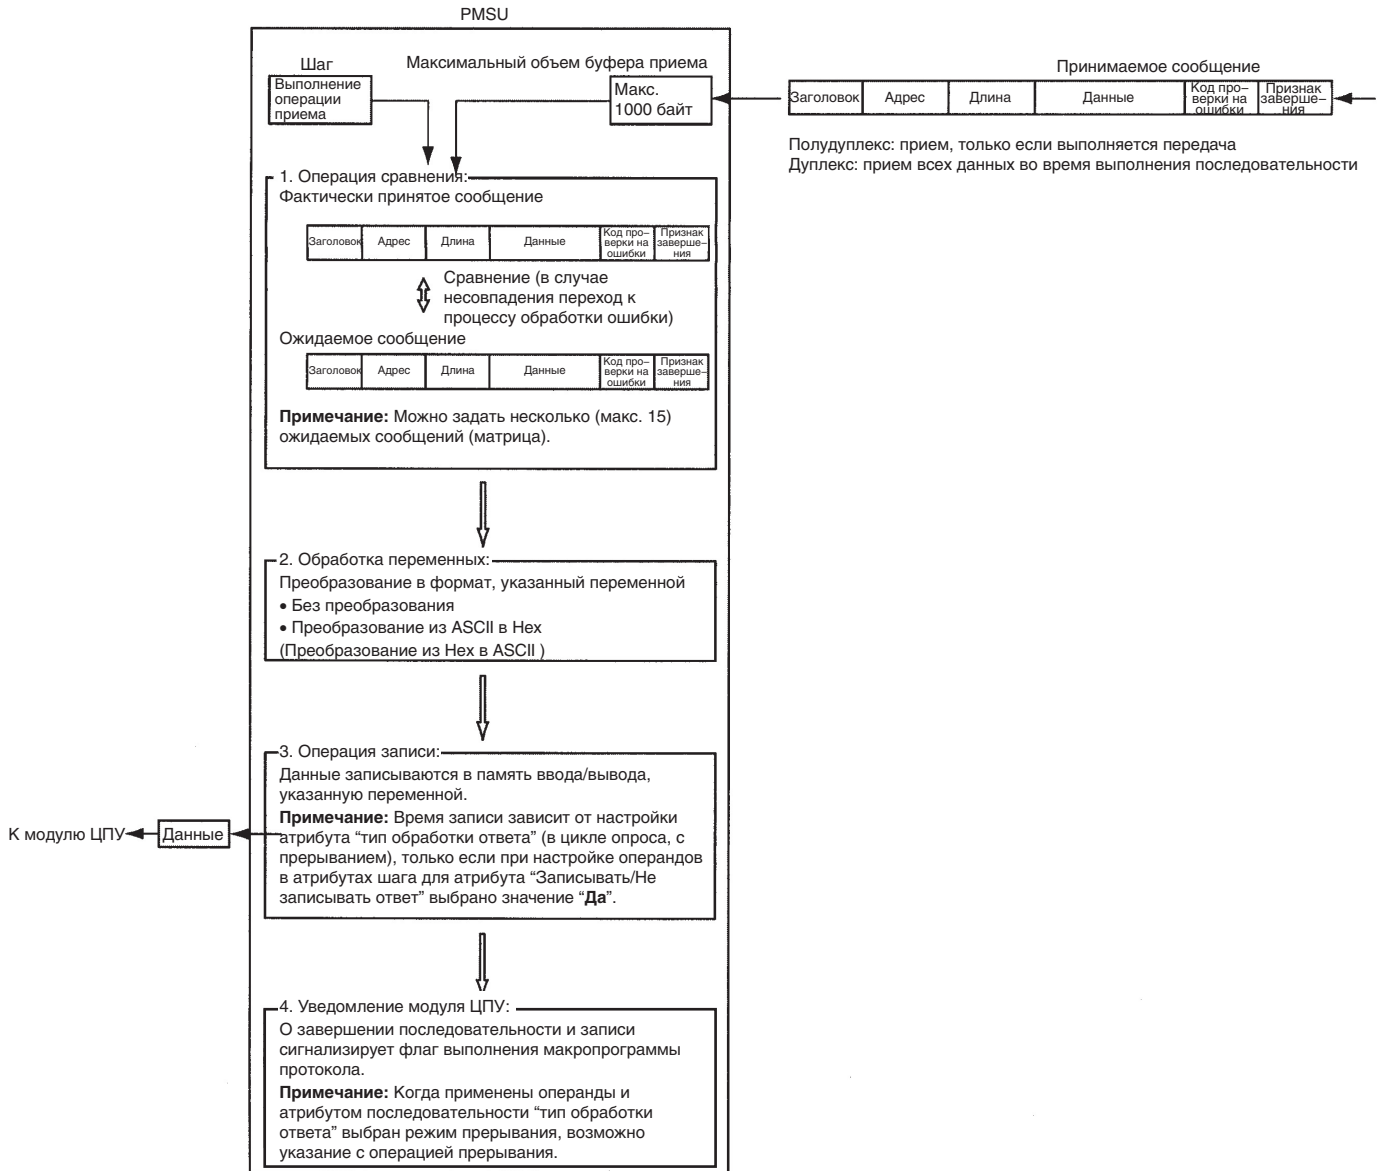 PMSU
Шаг
Выполнение
операции
приема
Максимальный объем буфера приема
Макс.
1000 байт
Принимаемое сообщение
Заголовок
Адрес
Длина
Данные
Код про–
верки на
ошибки
Признак
заверше–
ния
Полудуплекс: прием, только если выполняется передача
Дуплекс: прием всех данных во время выполнения последовательности
1. Операция сравнения:
Фактически принятое сообщение
Заголовок
Адрес
Длина
Данные
Код про–
верки на
ошибки
Признак
заверше–
ния
Сравнение (в случае
несовпадения переход к
процессу обработки ошибки)
Ожидаемое сообщение
Заголовок
Адрес
Длина
Данные
Код про–
верки на
ошибки
Признак
заверше–
ния
Примечание: Можно задать несколько (макс. 15)
ожидаемых сообщений (матрица).
2. Обработка переменных:
Преобразование в формат, указанный переменной
• Без преобразования
• Преобразование из ASCII в Hex
(Преобразование из Hex в ASCII )
3. Операция записи:
Данные записываются в память ввода/вывода,
указанную переменной.
Примечание: Время записи зависит от настройки
атрибута “тип обработки ответа” (в цикле опроса, с
прерыванием), только если при настройке операндов
в атрибутах шага для атрибута “Записывать/Не
записывать ответ” выбрано значение “Да”.
К модулю ЦПУ
Данные
4. Уведомление модуля ЦПУ:
О завершении последовательности и записи
сигнализирует флаг выполнения макропрограммы
протокола.
Примечание: Когда применены операнды и
атрибутом последовательности “тип обработки
ответа” выбран режим прерывания, возможно
указание с операцией прерывания.